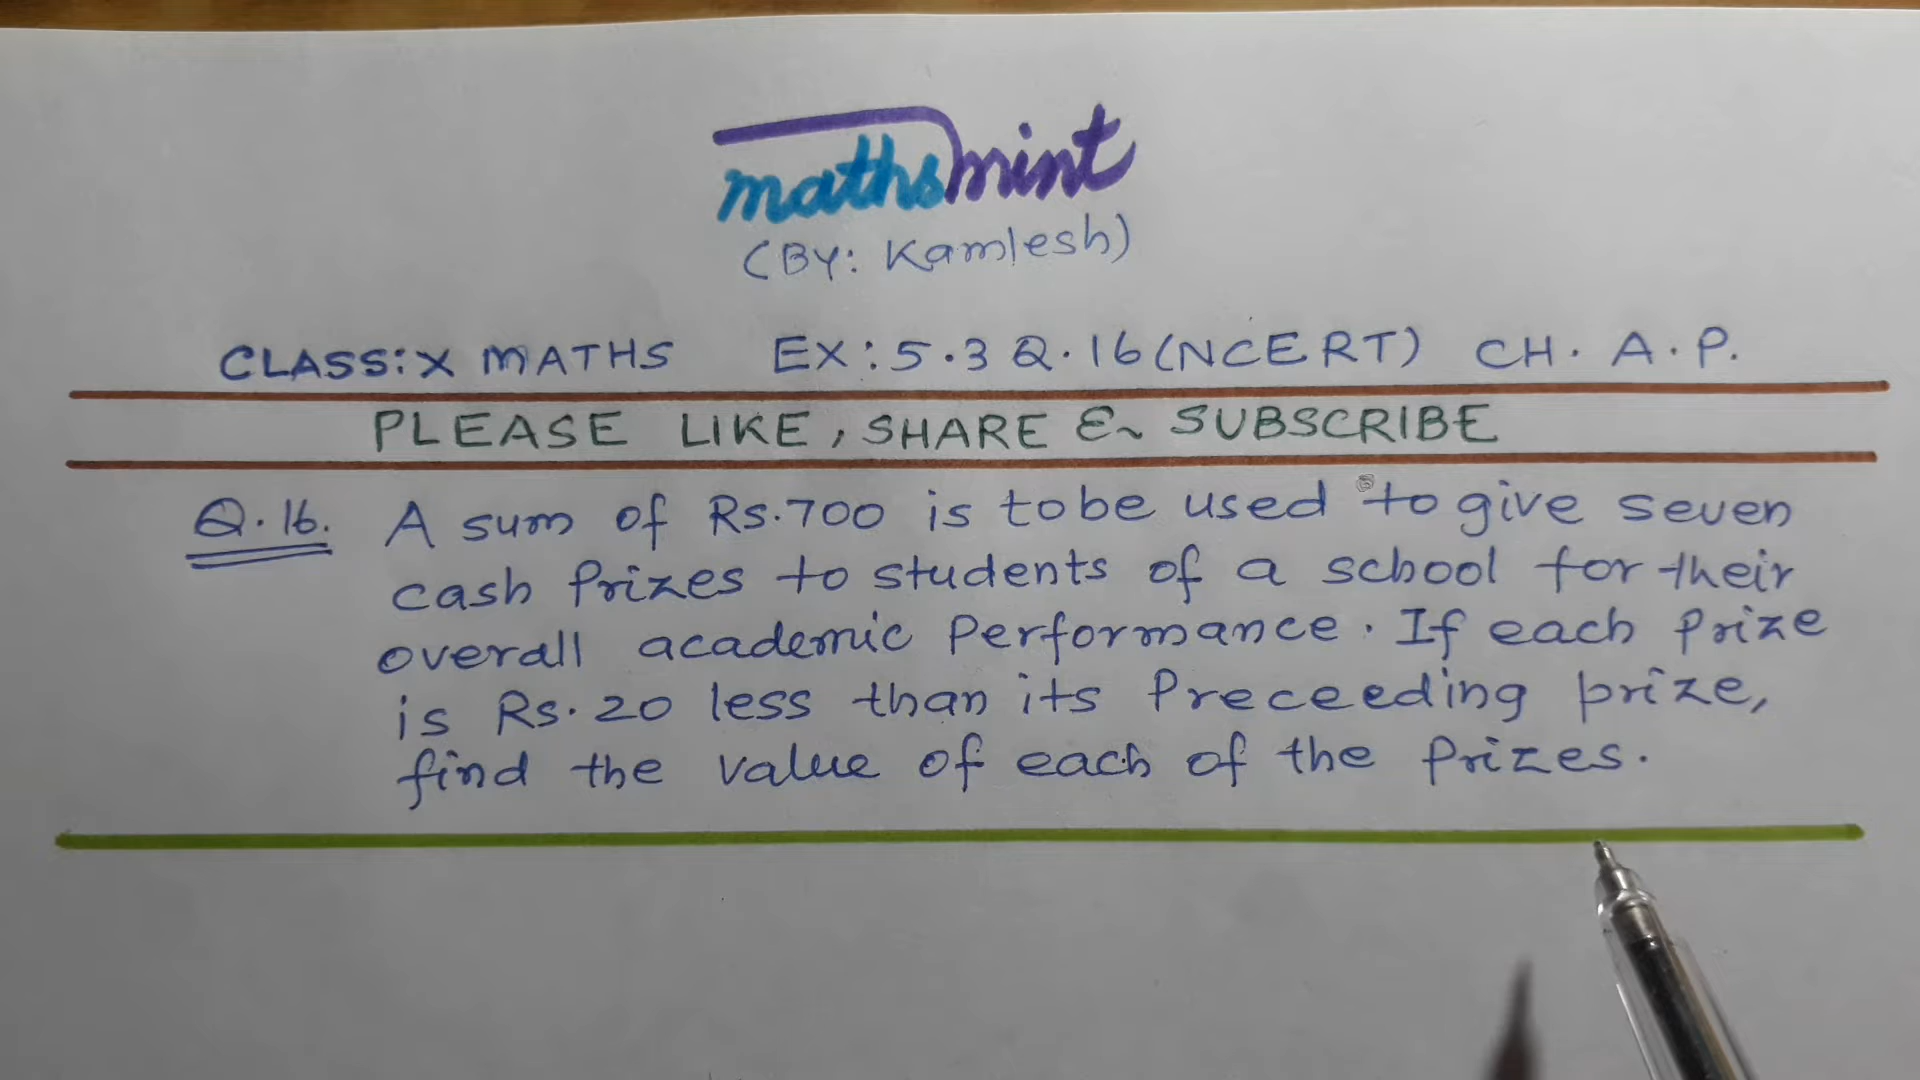 mathsmint
(BY: Kamlesh)
CLASS: X MATHS EX: 5.3 Q.16 (NCERT) CH. A.P.
PLEASE LIKE, SHARE & SUBSCRIBE
Q.16. A sum of Rs.700 is to be used to give seven
cash Prizes to students of a school for their
overall academic Performance. If each Prize
is Rs. 20 less than its Preceeding prize,
find the value of each of the Prizes.